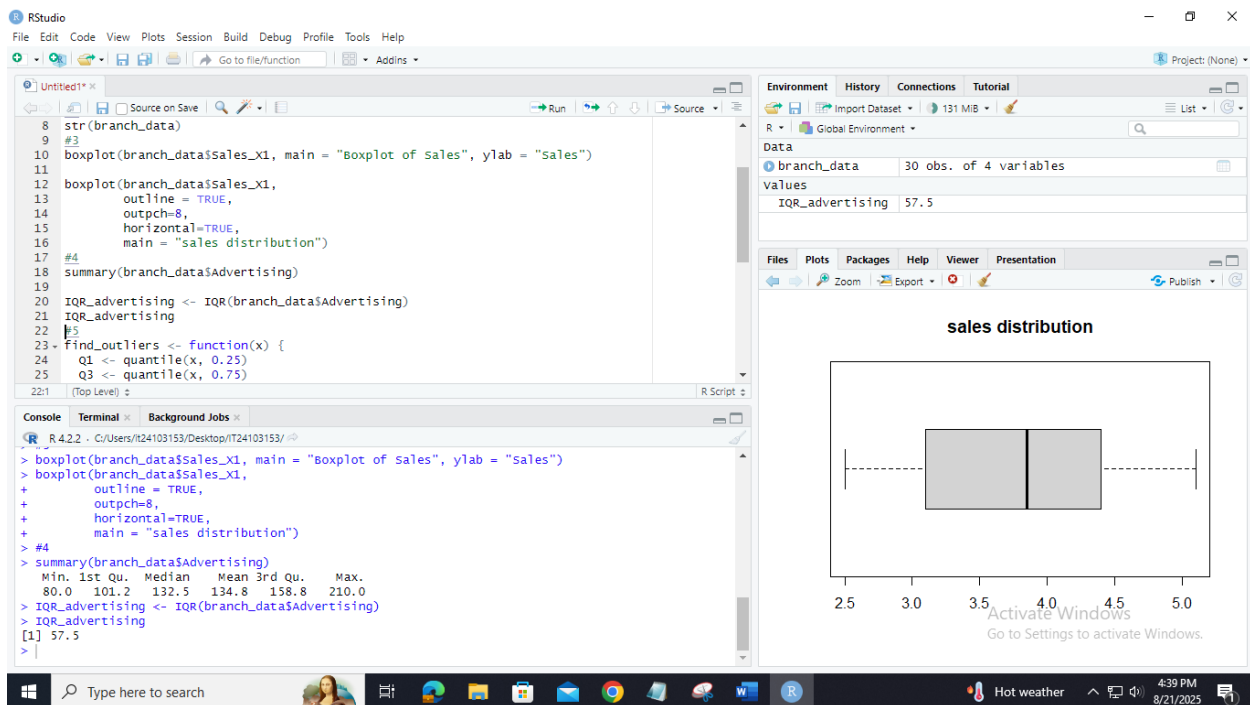 RStudio
File Edit Code View Plots Session Build Debug Profile Tools Help
Go to file/function Addins Project: (None)
Untitled1*
Source on Save Run Source
8 str(branch_data)
9 #3
10 boxplot(branch_data$Sales_X1, main = "Boxplot of Sales", ylab = "Sales")
11
12 boxplot(branch_data$Sales_X1,
13 outline = TRUE,
14 outpch=8,
15 horizontal=TRUE,
16 main = "sales distribution")
17 #4
18 summary(branch_data$Advertising)
19
20 IQR_advertising <- IQR(branch_data$Advertising)
21 IQR_advertising
22 #5
23 find_outliers <- function(x) {
24 Q1 <- quantile(x, 0.25)
25 Q3 <- quantile(x, 0.75)
22:1 (Top Level) R Script
Console Terminal Background Jobs
R 4.2.2 · C:/Users/it24103153/Desktop/IT24103153/
> boxplot(branch_data$Sales_X1, main = "Boxplot of Sales", ylab = "Sales")
> boxplot(branch_data$Sales_X1,
+ outline = TRUE,
+ outpch=8,
+ horizontal=TRUE,
+ main = "sales distribution")
> #4
> summary(branch_data$Advertising)
Min. 1st Qu. Median Mean 3rd Qu. Max.
80.0 101.2 132.5 134.8 158.8 210.0
> IQR_advertising <- IQR(branch_data$Advertising)
> IQR_advertising
[1] 57.5
>
Environment History Connections Tutorial
Import Dataset 131 MiB List
R Global Environment
Data
branch_data 30 obs. of 4 variables
Values
IQR_advertising 57.5
Files Plots Packages Help Viewer Presentation
Zoom Export Publish
sales distribution
2.5 3.0 3.5 4.0 4.5 5.0
Activate Windows
Go to Settings to activate Windows.
Type here to search
Hot weather
4:39 PM
8/21/2025
1